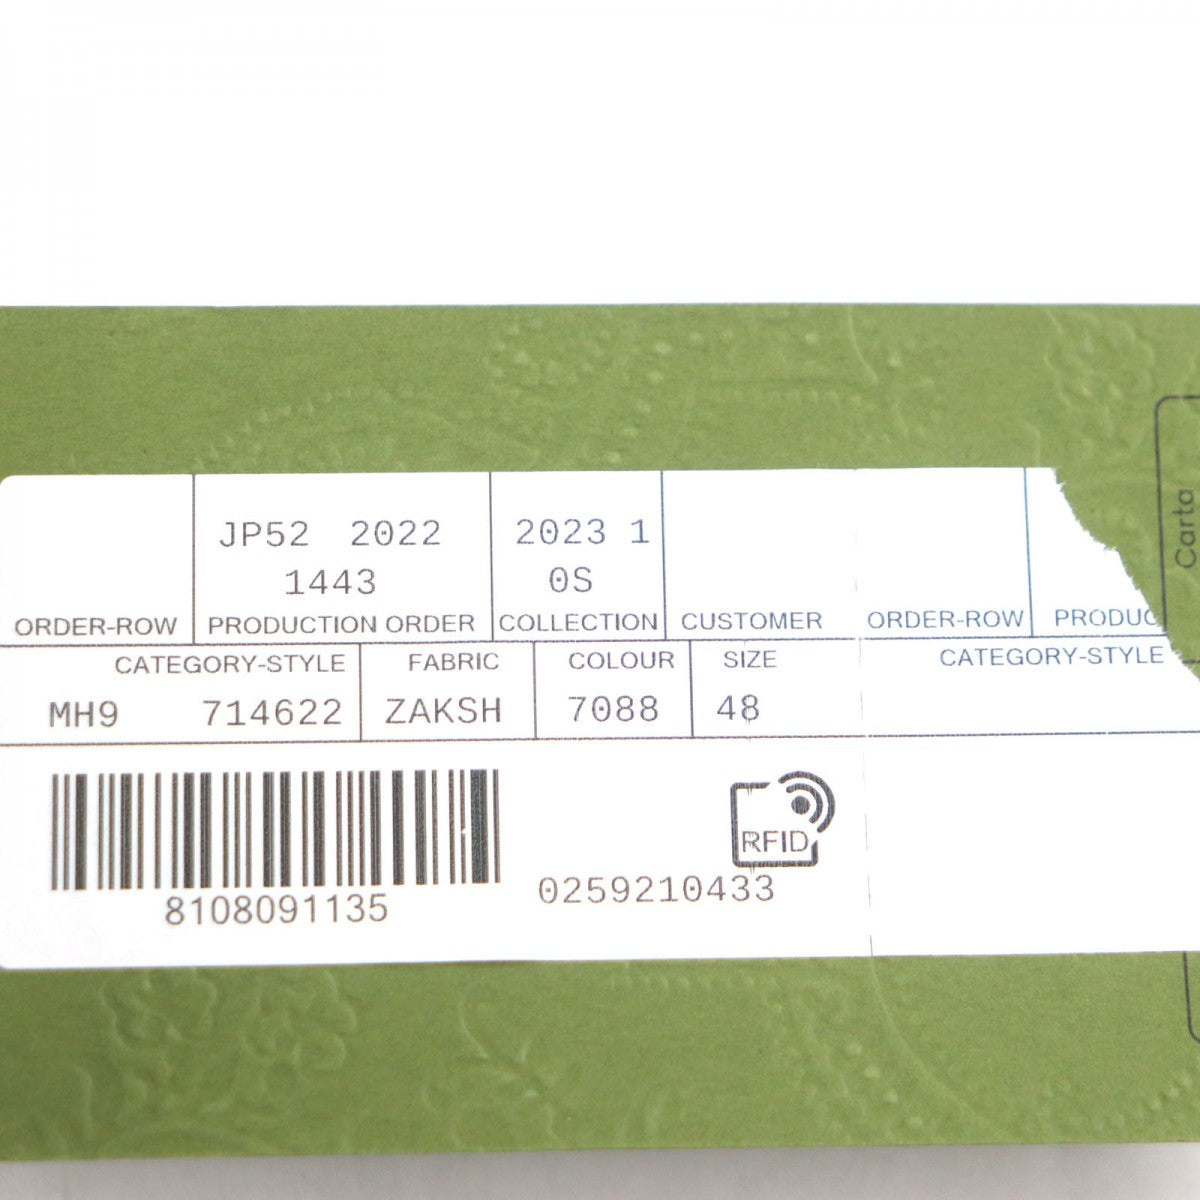 JP52 2022 2023 1
1443 0S
ORDER-ROW PRODUCTION ORDER COLLECTION CUSTOMER ORDER-ROW PRODUC
CATEGORY-STYLE FABRIC COLOUR SIZE CATEGORY-STYLE
MH9 714622 ZAKSH 7088 48
RFID
0259210433
8108091135
Carta